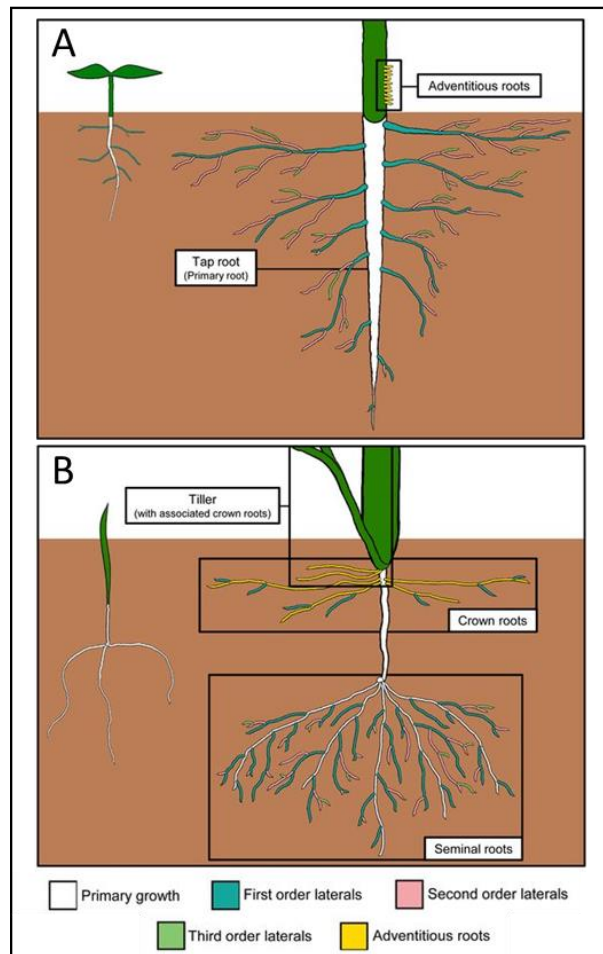 A
Adventitious roots
Tap root
(Primary root)
B
Tiller
(with associated crown roots)
Crown roots
Seminal roots
Primary growth
First order laterals
Second order laterals
Third order laterals
Adventitious roots